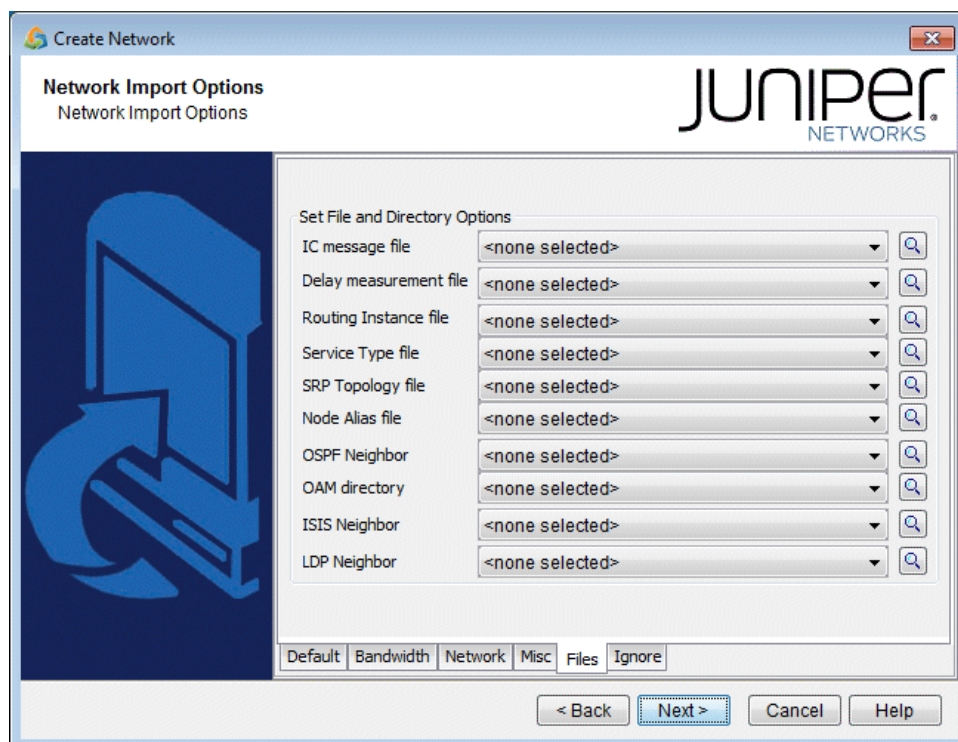 Create Network
Network Import Options
Network Import Options
JUNIPER
NETWORKS
Set File and Directory Options
IC message file <none selected>
Delay measurement file <none selected>
Routing Instance file <none selected>
Service Type file <none selected>
SRP Topology file <none selected>
Node Alias file <none selected>
OSPF Neighbor <none selected>
OAM directory <none selected>
ISIS Neighbor <none selected>
LDP Neighbor <none selected>
Default Bandwidth Network Misc Files Ignore
< Back Next > Cancel Help